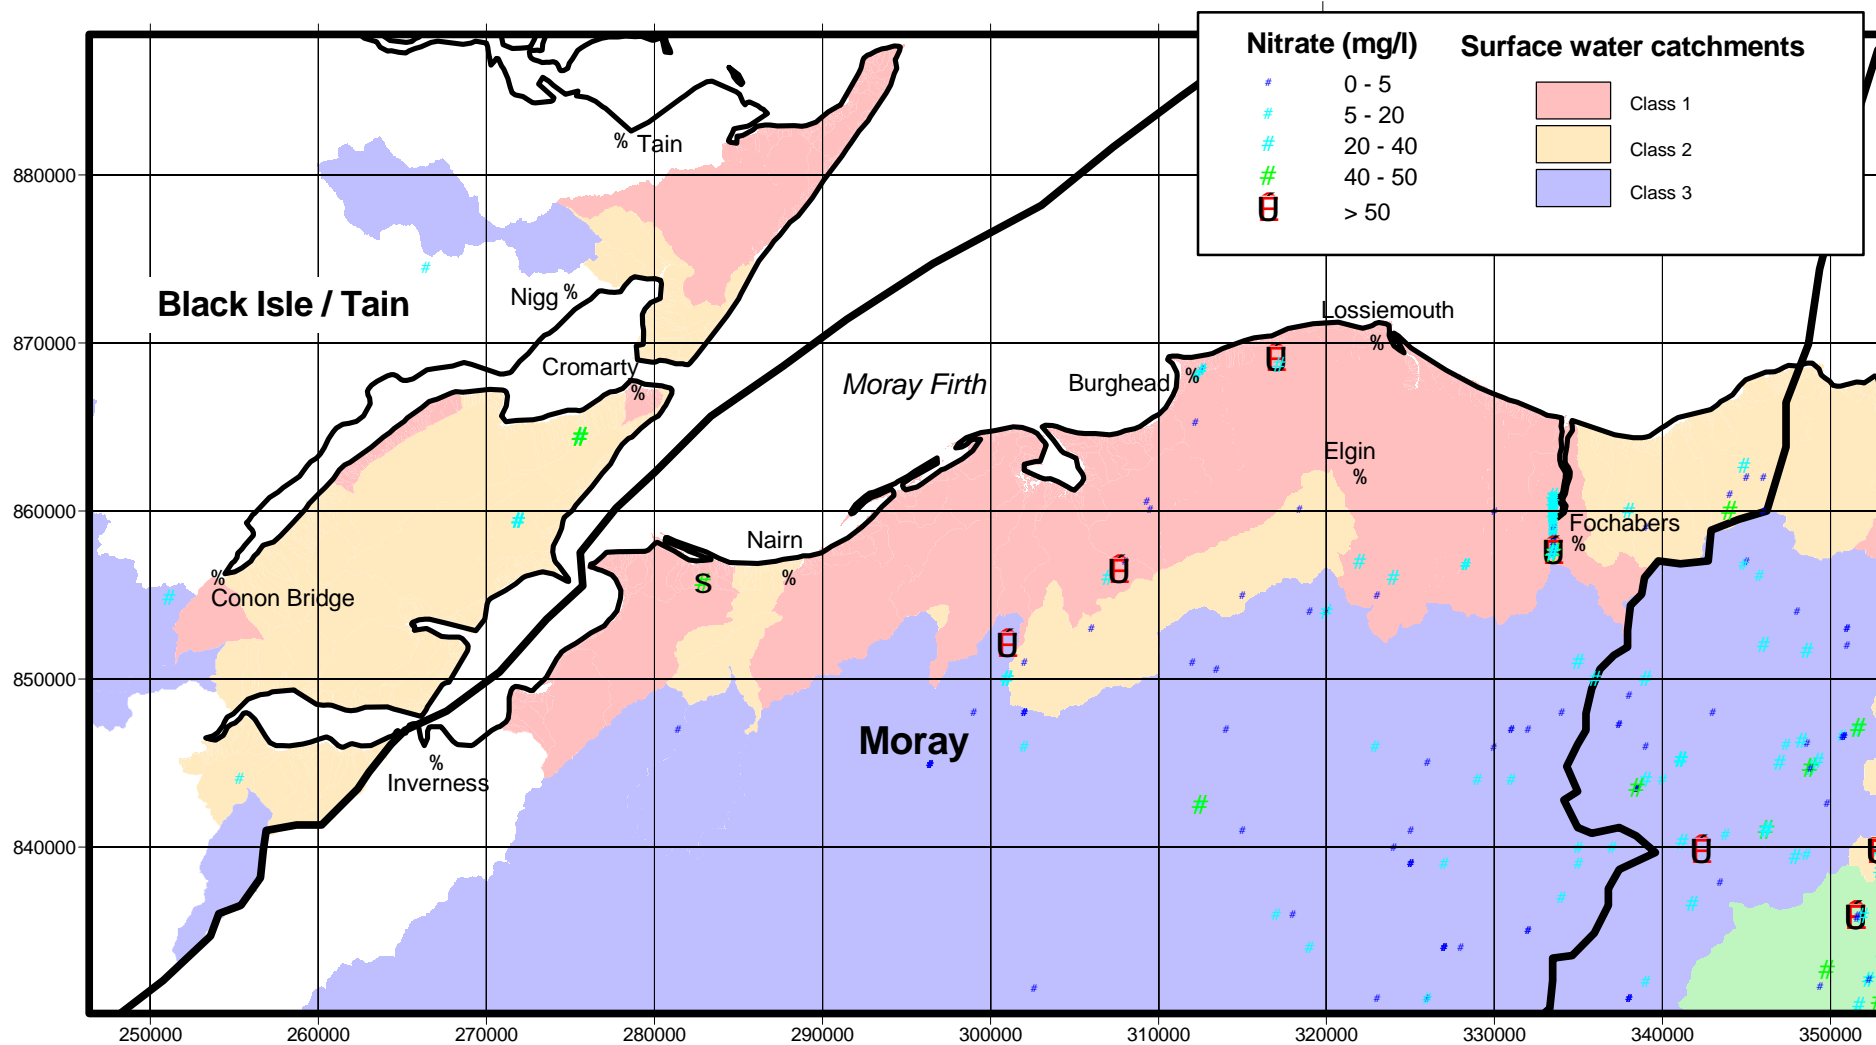 Nitrate (mg/l)
0 - 5
5 - 20
20 - 40
40 - 50
> 50
Surface water catchments
Class 1
Class 2
Class 3
Tain
880000
Black Isle / Tain
Nigg
Lossiemouth
870000
Cromarty
Moray Firth
Burghead
Elgin
860000
Fochabers
Nairn
Conon Bridge
850000
Moray
Inverness
840000
250000 260000 270000 280000 290000 300000 310000 320000 330000 340000 350000